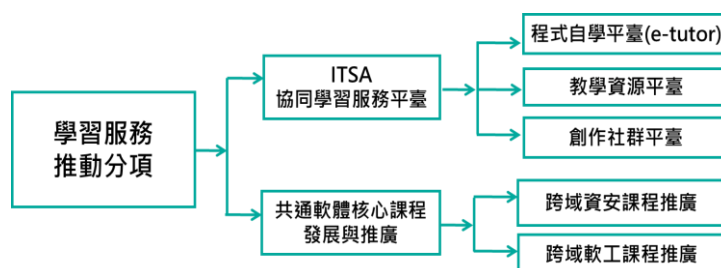 學習服務
推動分項
ITSA
協同學習服務平臺
程式自學平臺(e-tutor)
教學資源平臺
創作社群平臺
共通軟體核心課程
發展與推廣
跨域資安課程推廣
跨域軟工課程推廣